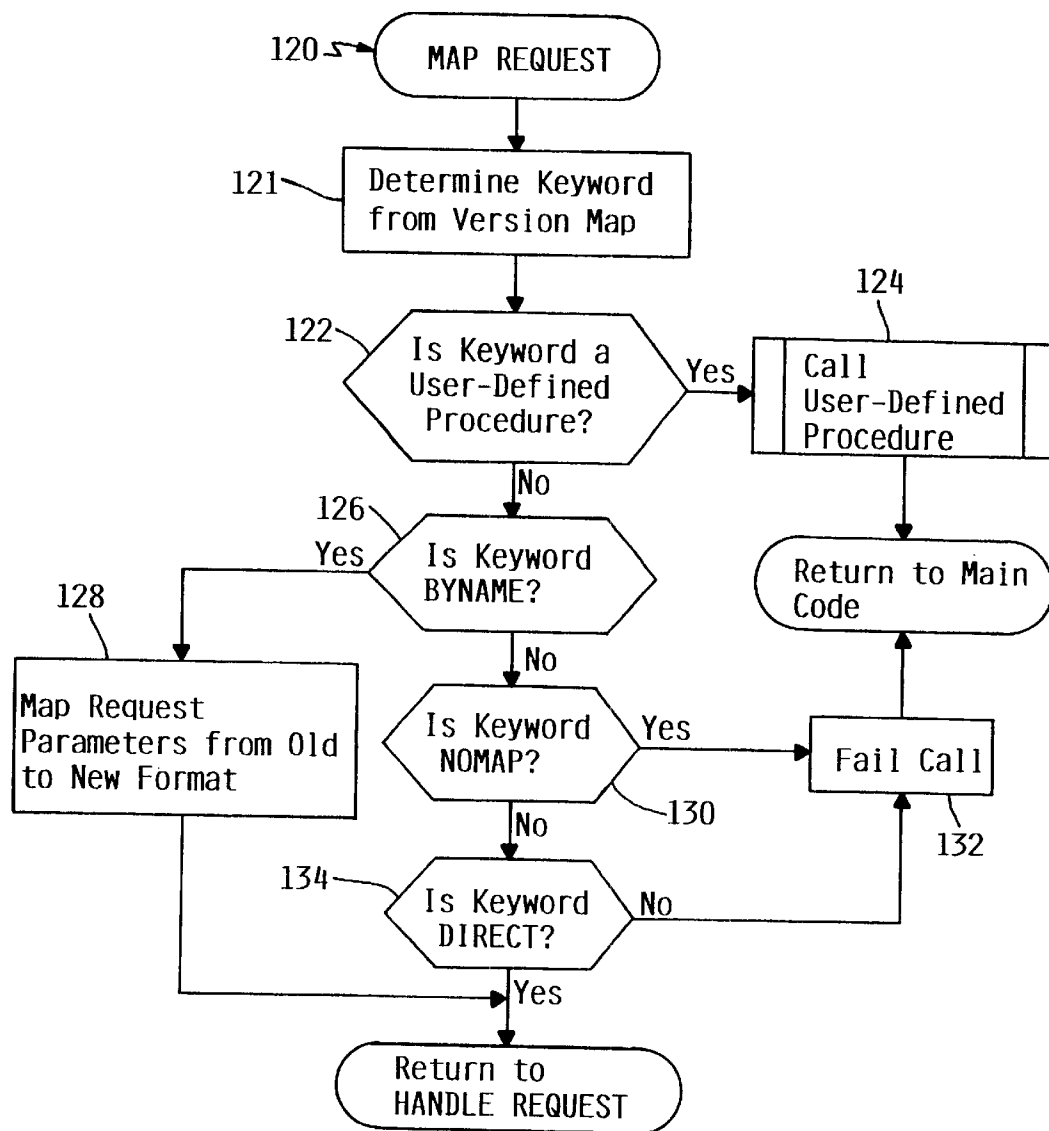 120
MAP REQUEST
121
Determine Keyword
from Version Map
122
Is Keyword a
User-Defined
Procedure?
Yes
124
Call
User-Defined
Procedure
No
126
Yes
Is Keyword
BYNAME?
Return to Main
Code
128
No
Map Request
Parameters from Old
to New Format
Is Keyword
NOMAP?
Yes
130
Fail Call
132
No
134
Is Keyword
DIRECT?
No
Yes
Return to
HANDLE REQUEST